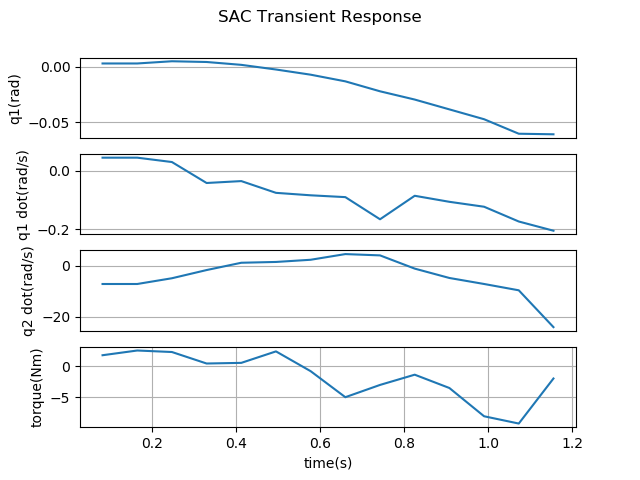 SAC Transient Response
q1(rad)
0.00
−0.05
q1 dot(rad/s)
0.0
−0.2
q2 dot(rad/s)
0
−20
torque(Nm)
0
−5
0.2 0.4 0.6 0.8 1.0 1.2
time(s)